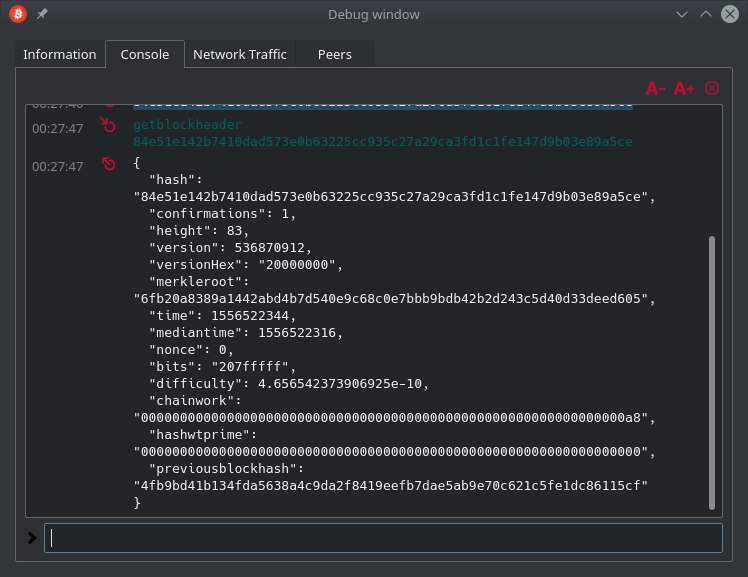 Debug window
Information Console Network Traffic Peers
A- A+
00:27:47 getblockheader
84e51e142b7410dad573e0b63225cc935c27a29ca3fd1c1fe147d9b03e89a5ce
00:27:47 {
"hash":
"84e51e142b7410dad573e0b63225cc935c27a29ca3fd1c1fe147d9b03e89a5ce",
"confirmations": 1,
"height": 83,
"version": 536870912,
"versionHex": "20000000",
"merkleroot":
"6fb20a8389a1442abd4b7d540e9c68c0e7bbb9bdb42b2d243c5d40d33deed605",
"time": 1556522344,
"mediantime": 1556522316,
"nonce": 0,
"bits": "207fffff",
"difficulty": 4.656542373906925e-10,
"chainwork":
"00000000000000000000000000000000000000000000000000000000000000a8",
"hashwtprime":
"0000000000000000000000000000000000000000000000000000000000000000",
"previousblockhash":
"4fb9bd41b134fda5638a4c9da2f8419eefb7dae5ab9e70c621c5fe1dc86115cf"
}